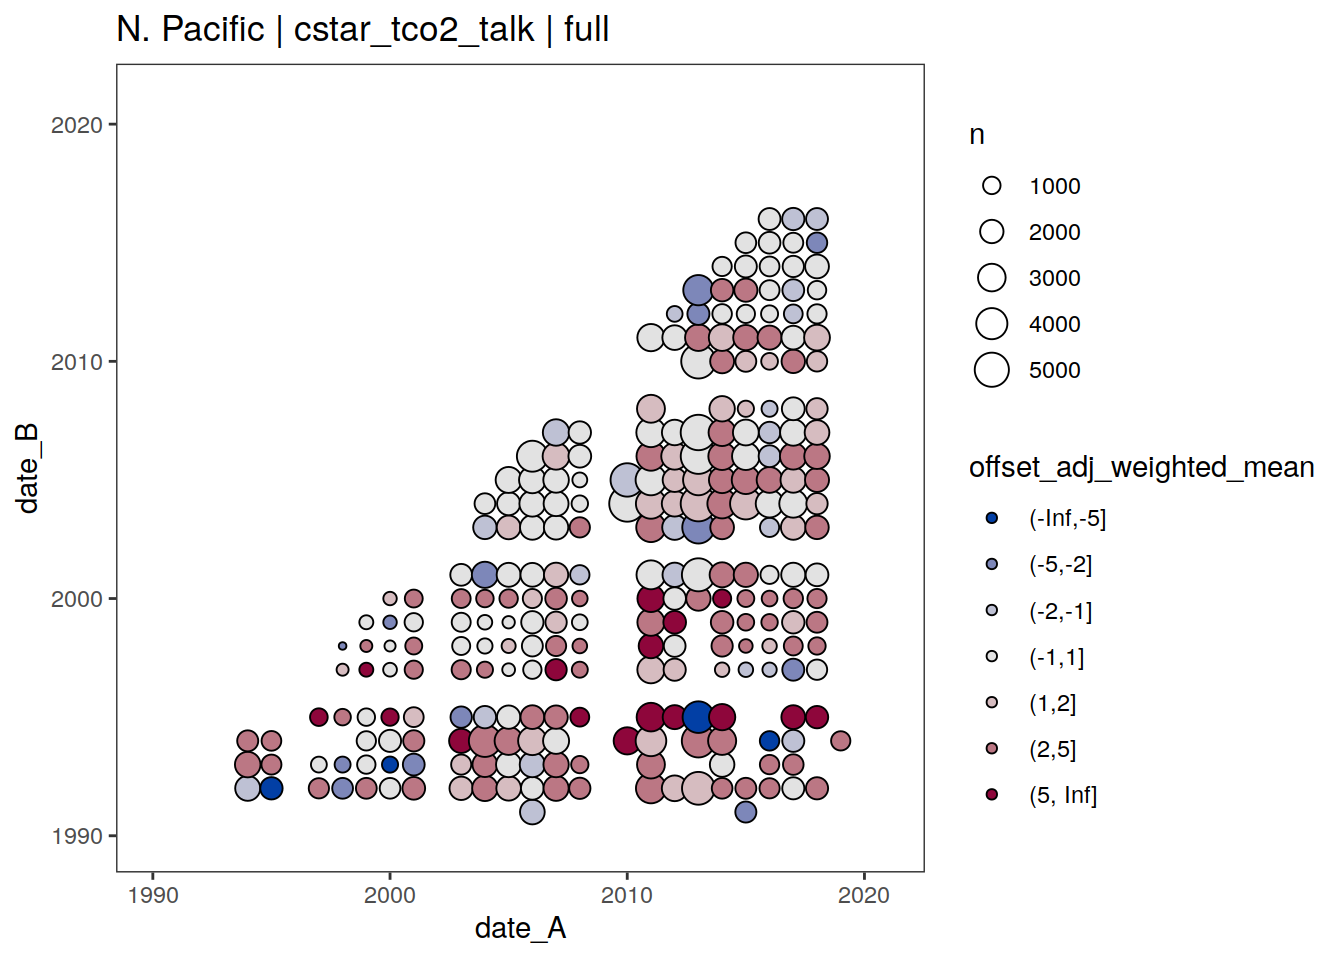 N. Pacific | cstar_tco2_talk | full
2020
2010
2000
1990
date_B
1990
2000
2010
2020
date_A
n
1000
2000
3000
4000
5000
offset_adj_weighted_mean
(-Inf,-5]
(-5,-2]
(-2,-1]
(-1,1]
(1,2]
(2,5]
(5, Inf]